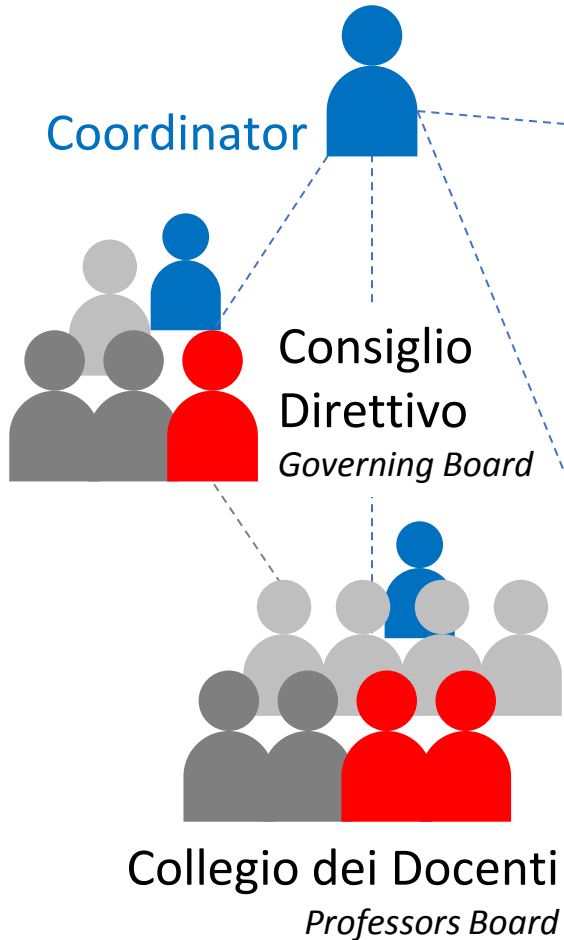 Coordinator
Consiglio
Direttivo
Governing Board
Collegio dei Docenti
Professors Board